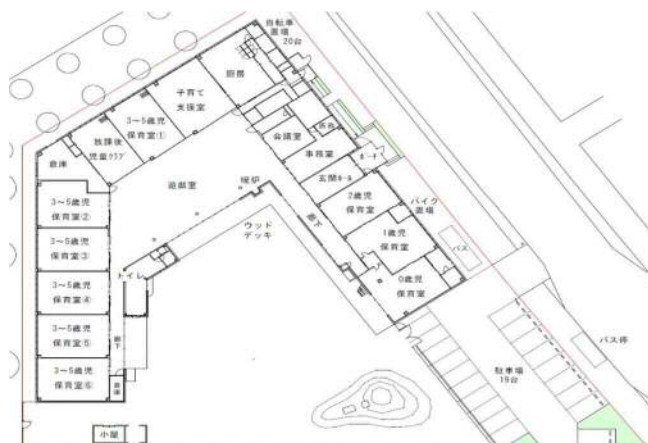 自転車
置場
20台
厨房
子育て
支援室
3～5歳児
保育室①
放課後
児童クラブ
倉庫
会議室
事務室
玄関ホール
ポーチ
2歳児
保育室
バイク
置場
1歳児
保育室
バス
0歳児
保育室
廊下
暖炉
遊戯室
ウッド
デッキ
3～5歳児
保育室②
3～5歳児
保育室③
3～5歳児
保育室④
3～5歳児
保育室⑤
3～5歳児
保育室⑥
トイレ
廊下
倉庫
小屋
駐車場
19台
バス停